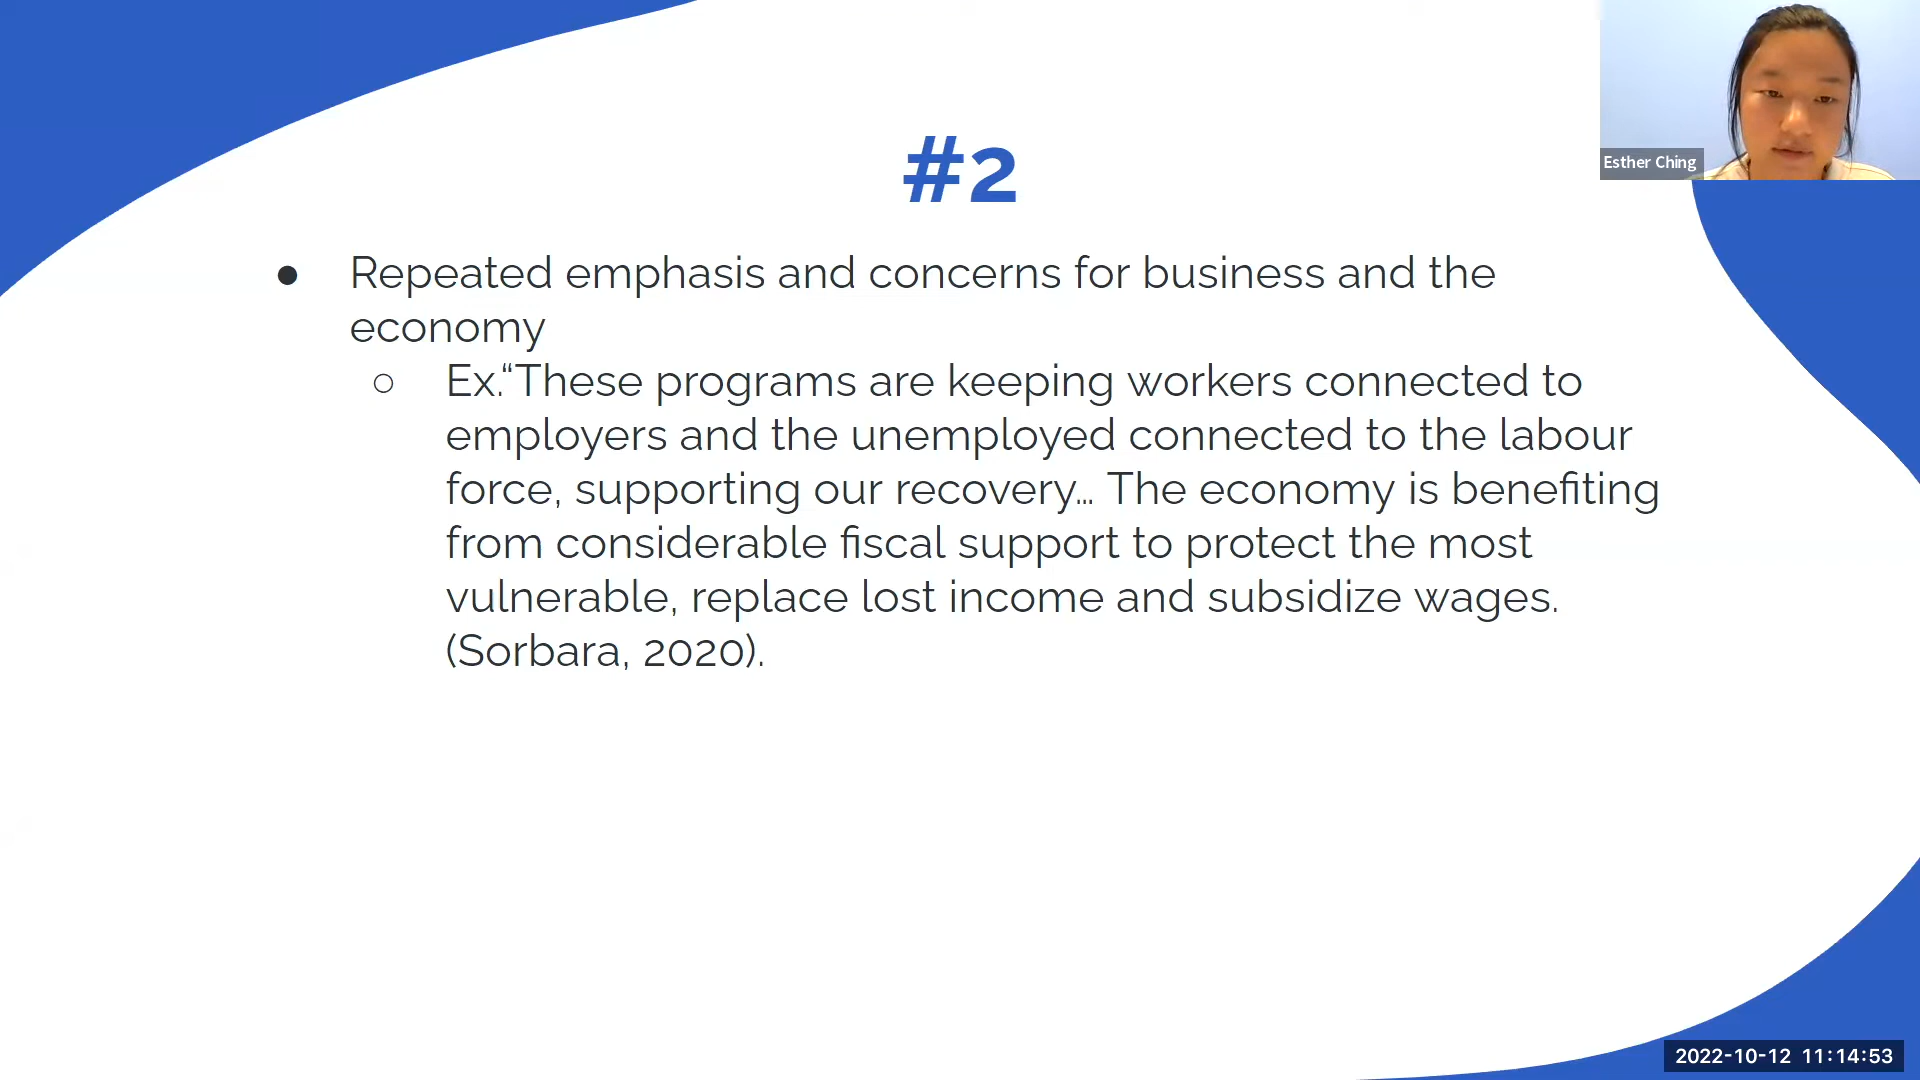 #2
● Repeated emphasis and concerns for business and the
economy
○ Ex.“These programs are keeping workers connected to
employers and the unemployed connected to the labour
force, supporting our recovery… The economy is benefiting
from considerable fiscal support to protect the most
vulnerable, replace lost income and subsidize wages.
(Sorbara, 2020).
Esther Ching
2022-10-12 11:14:53